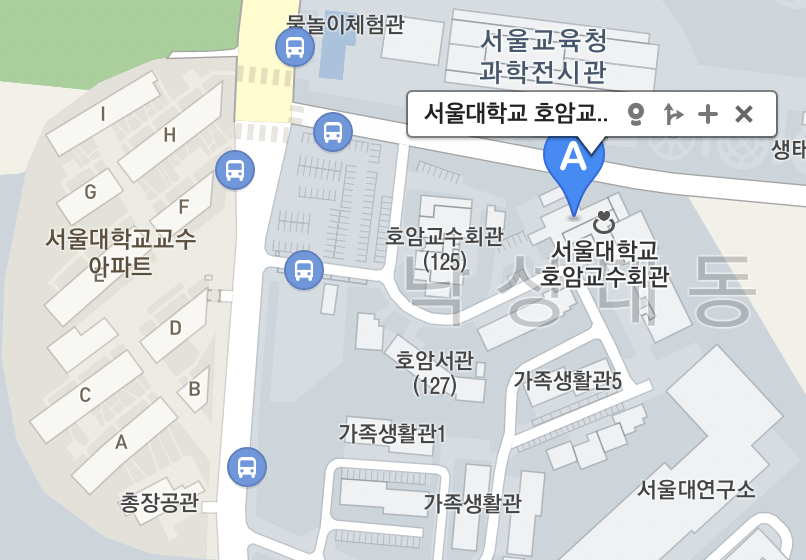 물놀이체험관
서울교육청
과학전시관
서울대학교 호암교..
A
생태
I
H
G
F
서울대학교교수
아파트
E
호암교수회관
(125)
서울대학교
호암교수회관
낙성대동
D
호암서관
(127)
가족생활관5
C
B
A
가족생활관1
총장공관
가족생활관
서울대연구소